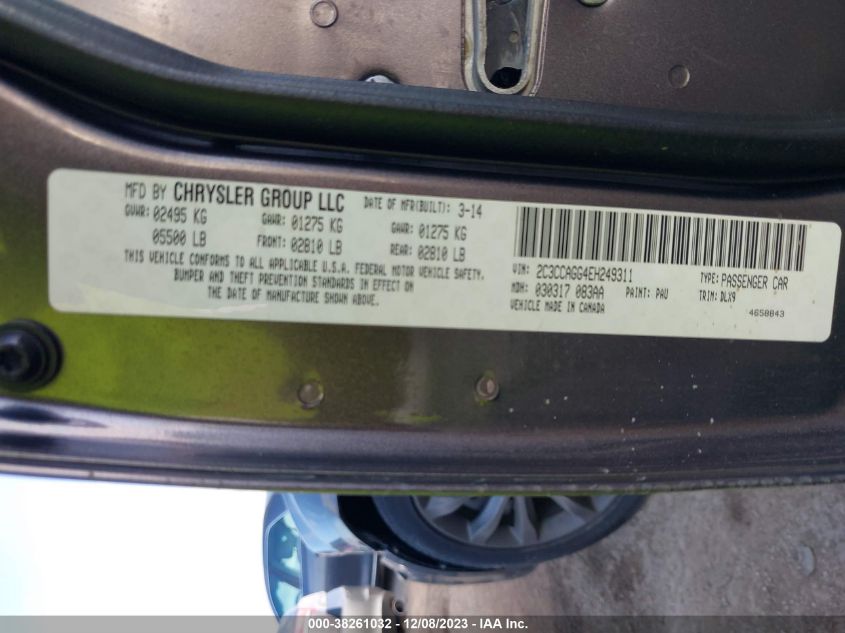 MFD BY CHRYSLER GROUP LLC DATE OF MFR(BUILT): 3-14
GVWR: 02495 KG GAWR: 01275 KG GAWR: 01275 KG
05500 LB FRONT: 02810 LB REAR: 02810 LB
THIS VEHICLE CONFORMS TO ALL APPLICABLE U.S.A. FEDERAL MOTOR VEHICLE SAFETY,
BUMPER AND THEFT PREVENTION STANDARDS IN EFFECT ON
THE DATE OF MANUFACTURE SHOWN ABOVE.
VIN: 2C3CCAGG4EH249311 TYPE: PASSENGER CAR
MDH: 030317 083AA PAINT: PAU TRIM: DLX9
VEHICLE MADE IN CANADA 4658843
000-38261032 - 12/08/2023 - IAA Inc.